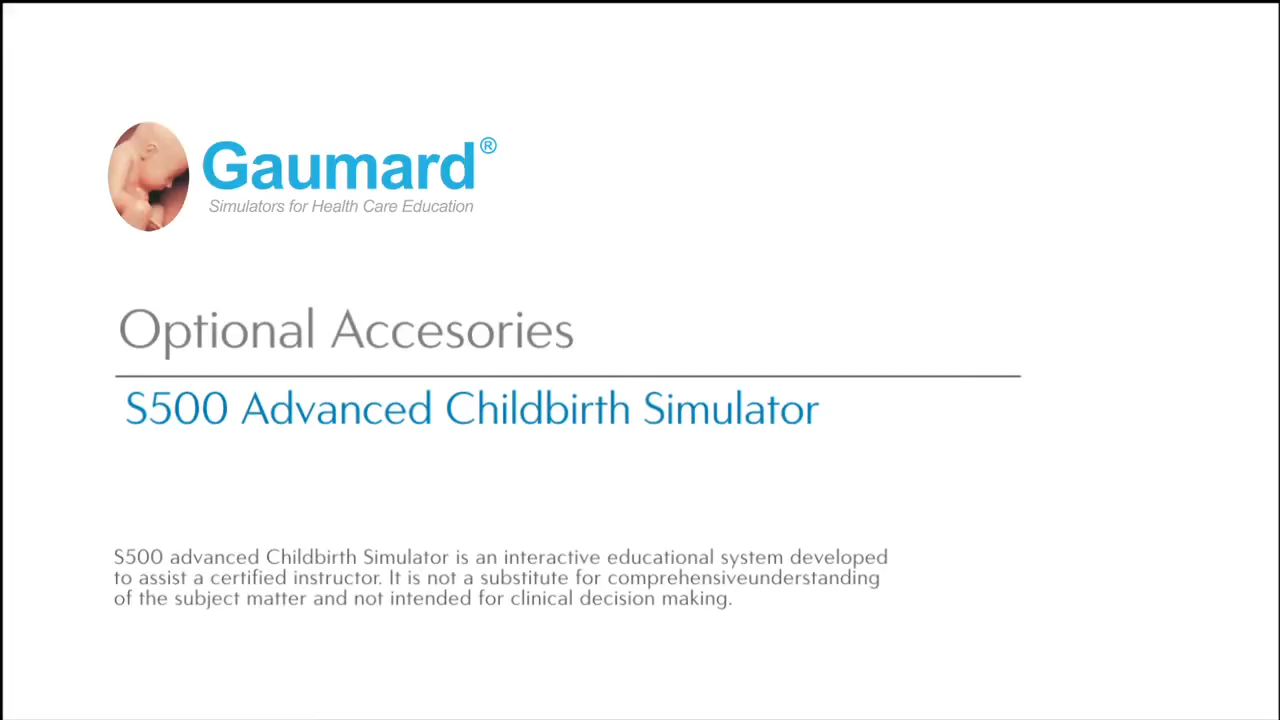 Gaumard®
Simulators for Health Care Education
Optional Accesories
S500 Advanced Childbirth Simulator
S500 advanced Childbirth Simulator is an interactive educational system developed
to assist a certified instructor. It is not a substitute for comprehensiveunderstanding
of the subject matter and not intended for clinical decision making.